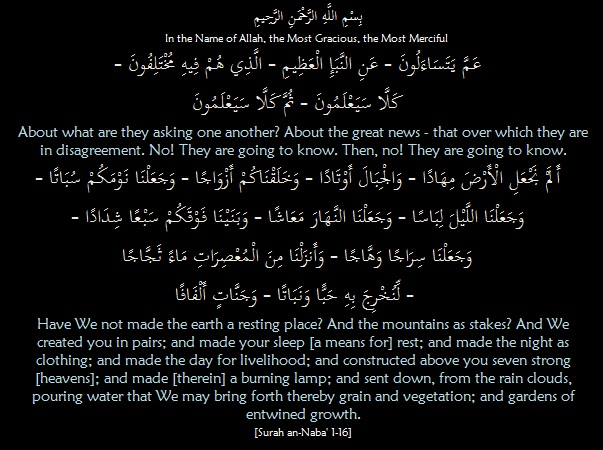 بِسْمِ اللَّهِ الرَّحْمَنِ الرَّحِيمِ
In the Name of Allah, the Most Gracious, the Most Merciful
عَمَّ يَتَسَاءَلُونَ - عَنِ النَّبَإِ الْعَظِيمِ - الَّذِي هُمْ فِيهِ مُخْتَلِفُونَ -
كَلَّا سَيَعْلَمُونَ - ثُمَّ كَلَّا سَيَعْلَمُونَ
About what are they asking one another? About the great news - that over which they are
in disagreement. No! They are going to know. Then, no! They are going to know.
أَلَمْ نَجْعَلِ الْأَرْضَ مِهَادًا - وَالْجِبَالَ أَوْتَادًا - وَخَلَقْنَاكُمْ أَزْوَاجًا - وَجَعَلْنَا نَوْمَكُمْ سُبَاتًا -
وَجَعَلْنَا اللَّيْلَ لِبَاسًا - وَجَعَلْنَا النَّهَارَ مَعَاشًا - وَبَنَيْنَا فَوْقَكُمْ سَبْعًا شِدَادًا -
وَجَعَلْنَا سِرَاجًا وَهَّاجًا - وَأَنزَلْنَا مِنَ الْمُعْصِرَاتِ مَاءً ثَجَّاجًا
- لِّنُخْرِجَ بِهِ حَبًّا وَنَبَاتًا - وَجَنَّاتٍ أَلْفَافًا
Have We not made the earth a resting place? And the mountains as stakes? And We
created you in pairs; and made your sleep [a means for] rest; and made the night as
clothing; and made the day for livelihood; and constructed above you seven strong
[heavens]; and made [therein] a burning lamp; and sent down, from the rain clouds,
pouring water that We may bring forth thereby grain and vegetation; and gardens of
entwined growth.
[Surah an-Naba' 1-16]